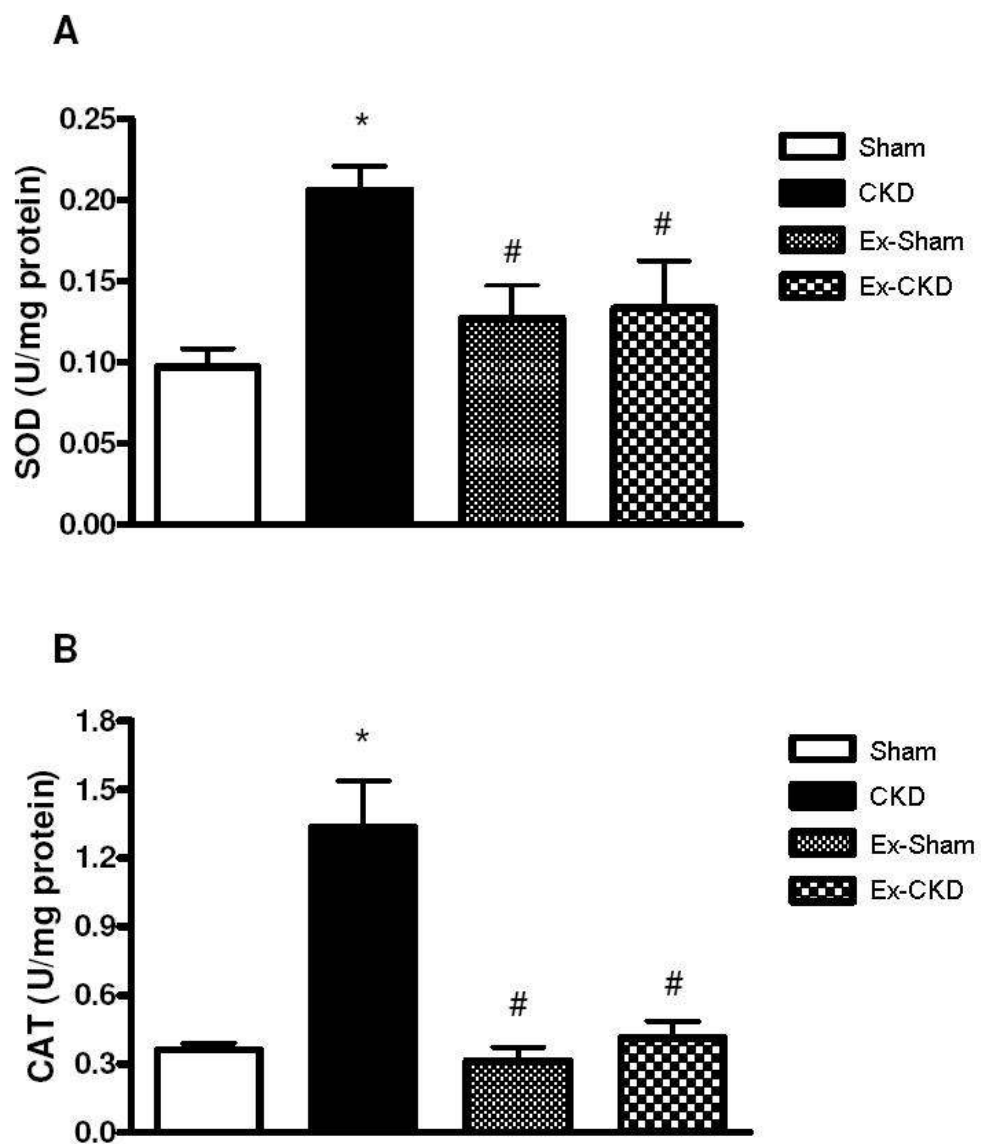 A
SOD (U/mg protein)
0.25
0.20
0.15
0.10
0.05
0.00
*
#
#
Sham
CKD
Ex-Sham
Ex-CKD
B
CAT (U/mg protein)
1.8
1.5
1.2
0.9
0.6
0.3
0.0
*
#
#
Sham
CKD
Ex-Sham
Ex-CKD